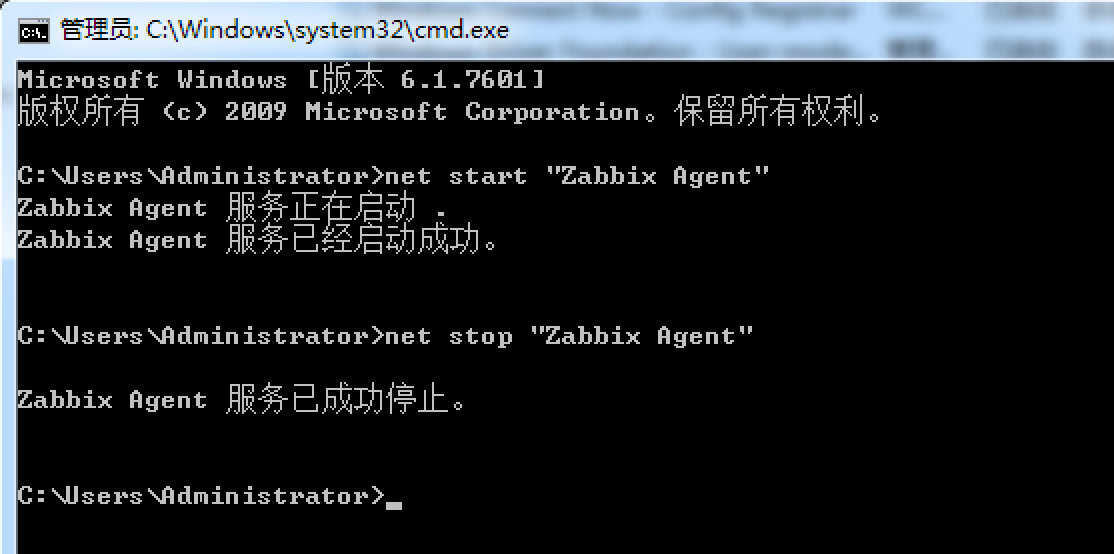 管理员: C:\Windows\system32\cmd.exe
Microsoft Windows [版本 6.1.7601]
版权所有 (c) 2009 Microsoft Corporation。保留所有权利。
C:\Users\Administrator>net start "Zabbix Agent"
Zabbix Agent 服务正在启动 .
Zabbix Agent 服务已经启动成功。
C:\Users\Administrator>net stop "Zabbix Agent"
Zabbix Agent 服务已成功停止。
C:\Users\Administrator>